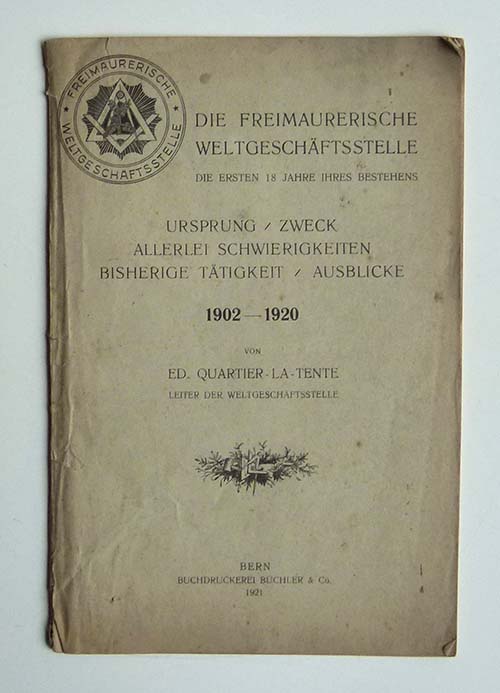 ★ FREIMAURERISCHE ★
WELTGESCHÄFTSSTELLE
DIE FREIMAURERISCHE
WELTGESCHÄFTSSTELLE
DIE ERSTEN 18 JAHRE IHRES BESTEHENS
URSPRUNG / ZWECK
ALLERLEI SCHWIERIGKEITEN
BISHERIGE TÄTIGKEIT / AUSBLICKE
1902—1920
VON
ED. QUARTIER-LA-TENTE
LEITER DER WELTGESCHÄFTSSTELLE
BERN
BUCHDRUCKEREI BÜCHLER & Co.
1921